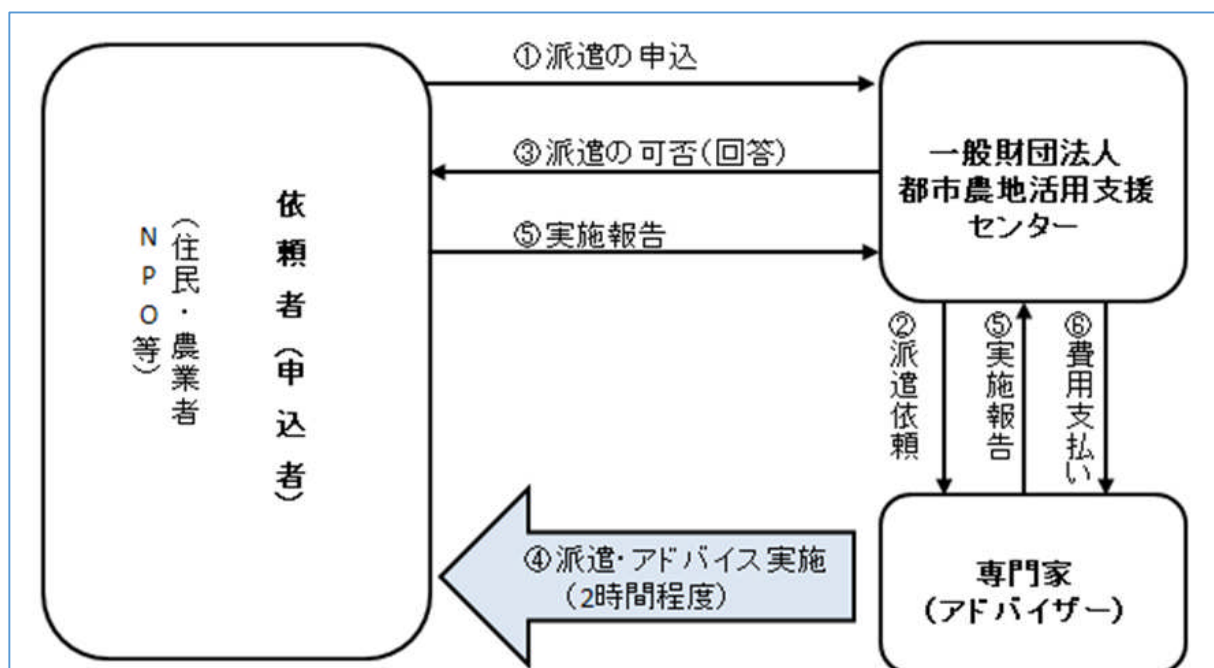 ①派遣の申込
③派遣の可否(回答)
⑤実施報告
依頼者(申込者)
(住民・農業者
NPO等)
一般財団法人
都市農地活用支援
センター
②派遣依頼
⑤実施報告
⑥費用支払い
④派遣・アドバイス実施
(2時間程度)
専門家
(アドバイザー)